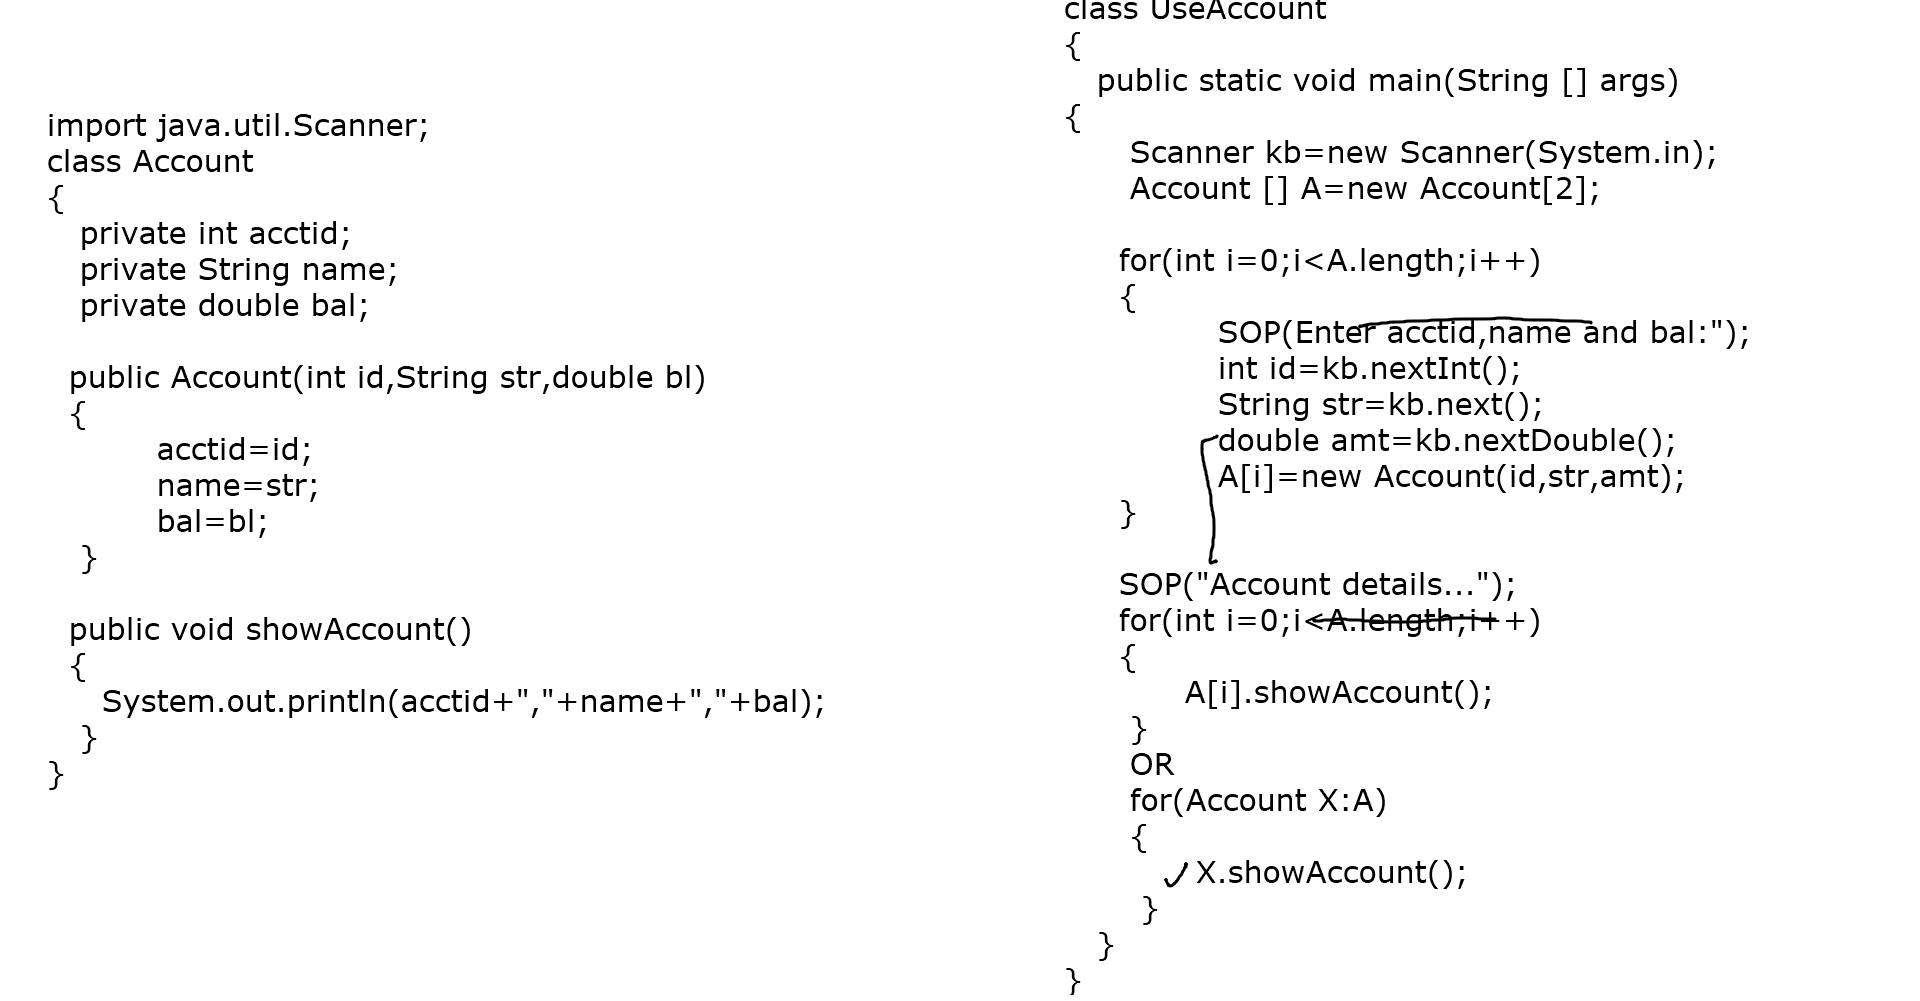 import java.util.Scanner;
class Account
{
private int acctid;
private String name;
private double bal;
public Account(int id,String str,double bl)
{
acctid=id;
name=str;
bal=bl;
}
public void showAccount()
{
System.out.println(acctid+","+name+","+bal);
}
}
class UseAccount
{
public static void main(String [] args)
{
Scanner kb=new Scanner(System.in);
Account [] A=new Account[2];
for(int i=0;i<A.length;i++)
{
SOP(Enter acctid,name and bal:");
int id=kb.nextInt();
String str=kb.next();
double amt=kb.nextDouble();
A[i]=new Account(id,str,amt);
}
SOP("Account details...");
for(int i=0;i<A.length;i++)
{
A[i].showAccount();
}
OR
for(Account X:A)
{
X.showAccount();
}
}
}